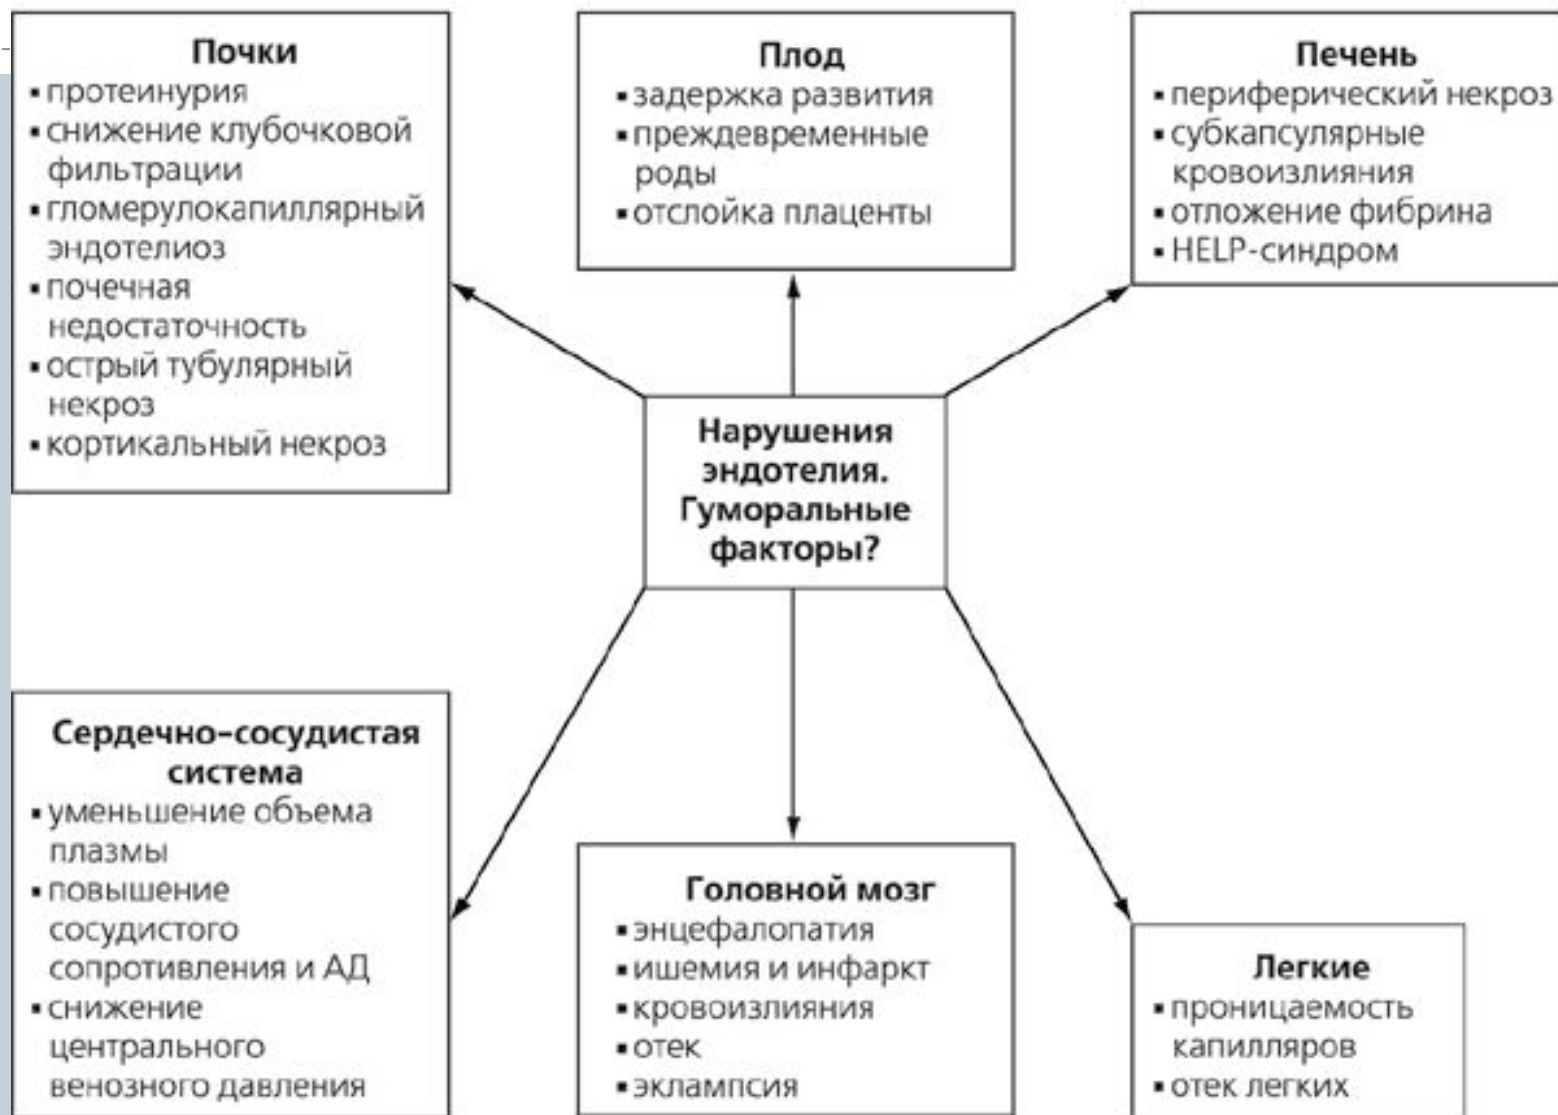 Почки
▪ протеинурия
▪ снижение клубочковой
фильтрации
▪ гломерулокапиллярный
эндотелиоз
▪ почечная
недостаточность
▪ острый тубулярный
некроз
▪ кортикальный некроз
Плод
▪ задержка развития
▪ преждевременные
роды
▪ отслойка плаценты
Печень
▪ периферический некроз
▪ субкапсулярные
кровоизлияния
▪ отложение фибрина
▪ HELP-синдром
Нарушения
эндотелия.
Гуморальные
факторы?
Сердечно-сосудистая
система
▪ уменьшение объема
плазмы
▪ повышение
сосудистого
сопротивления и АД
▪ снижение
центрального
венозного давления
Головной мозг
▪ энцефалопатия
▪ ишемия и инфаркт
▪ кровоизлияния
▪ отек
▪ эклампсия
Легкие
▪ проницаемость
капилляров
▪ отек легких